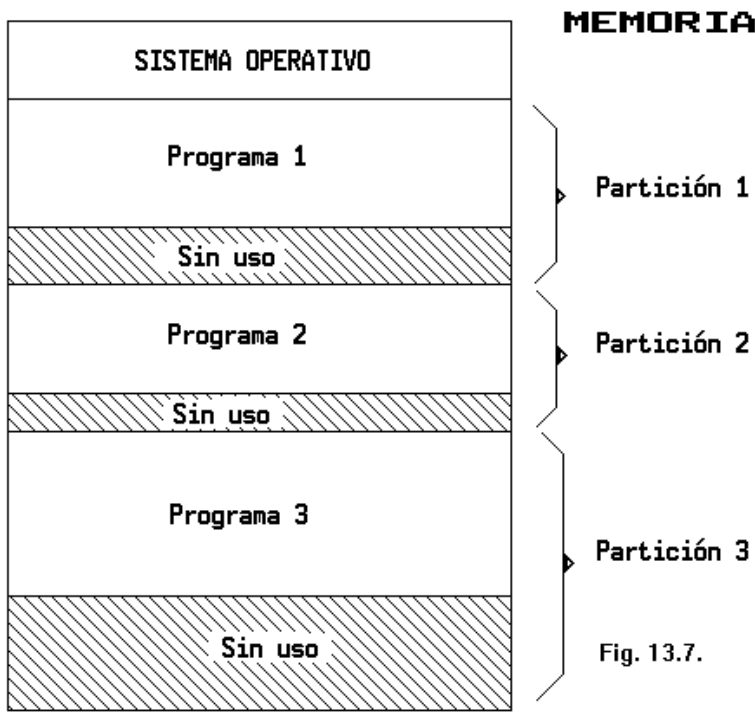 MEMORIA
SISTEMA OPERATIVO
Programa 1
Partición 1
Sin uso
Programa 2
Partición 2
Sin uso
Programa 3
Partición 3
Sin uso
Fig. 13.7.